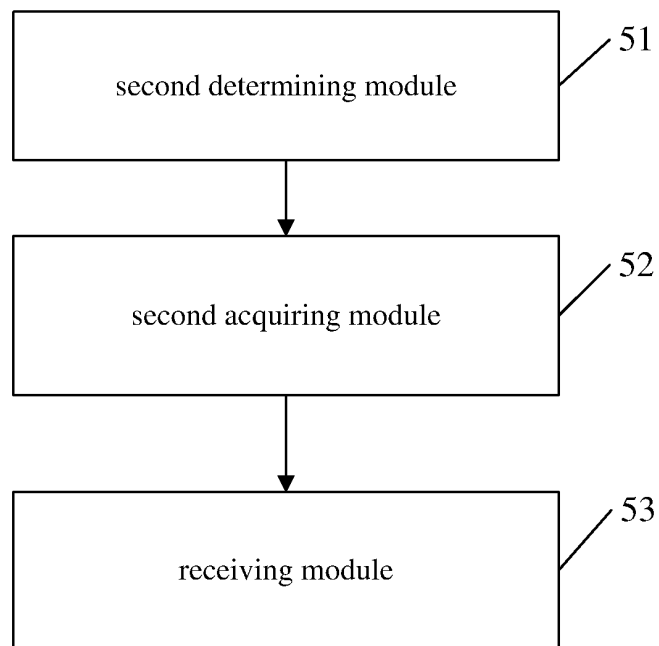 51
second determining module
52
second acquiring module
53
receiving module